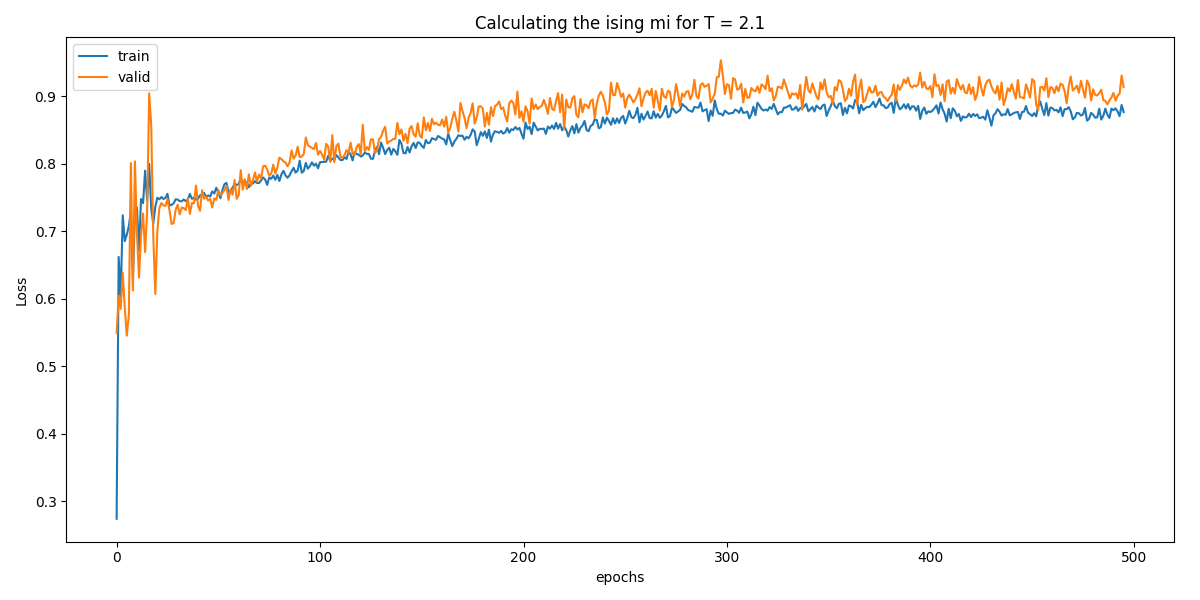 Calculating the ising mi for T = 2.1
train
valid
Loss
0.9
0.8
0.7
0.6
0.5
0.4
0.3
0
100
200
300
400
500
epochs